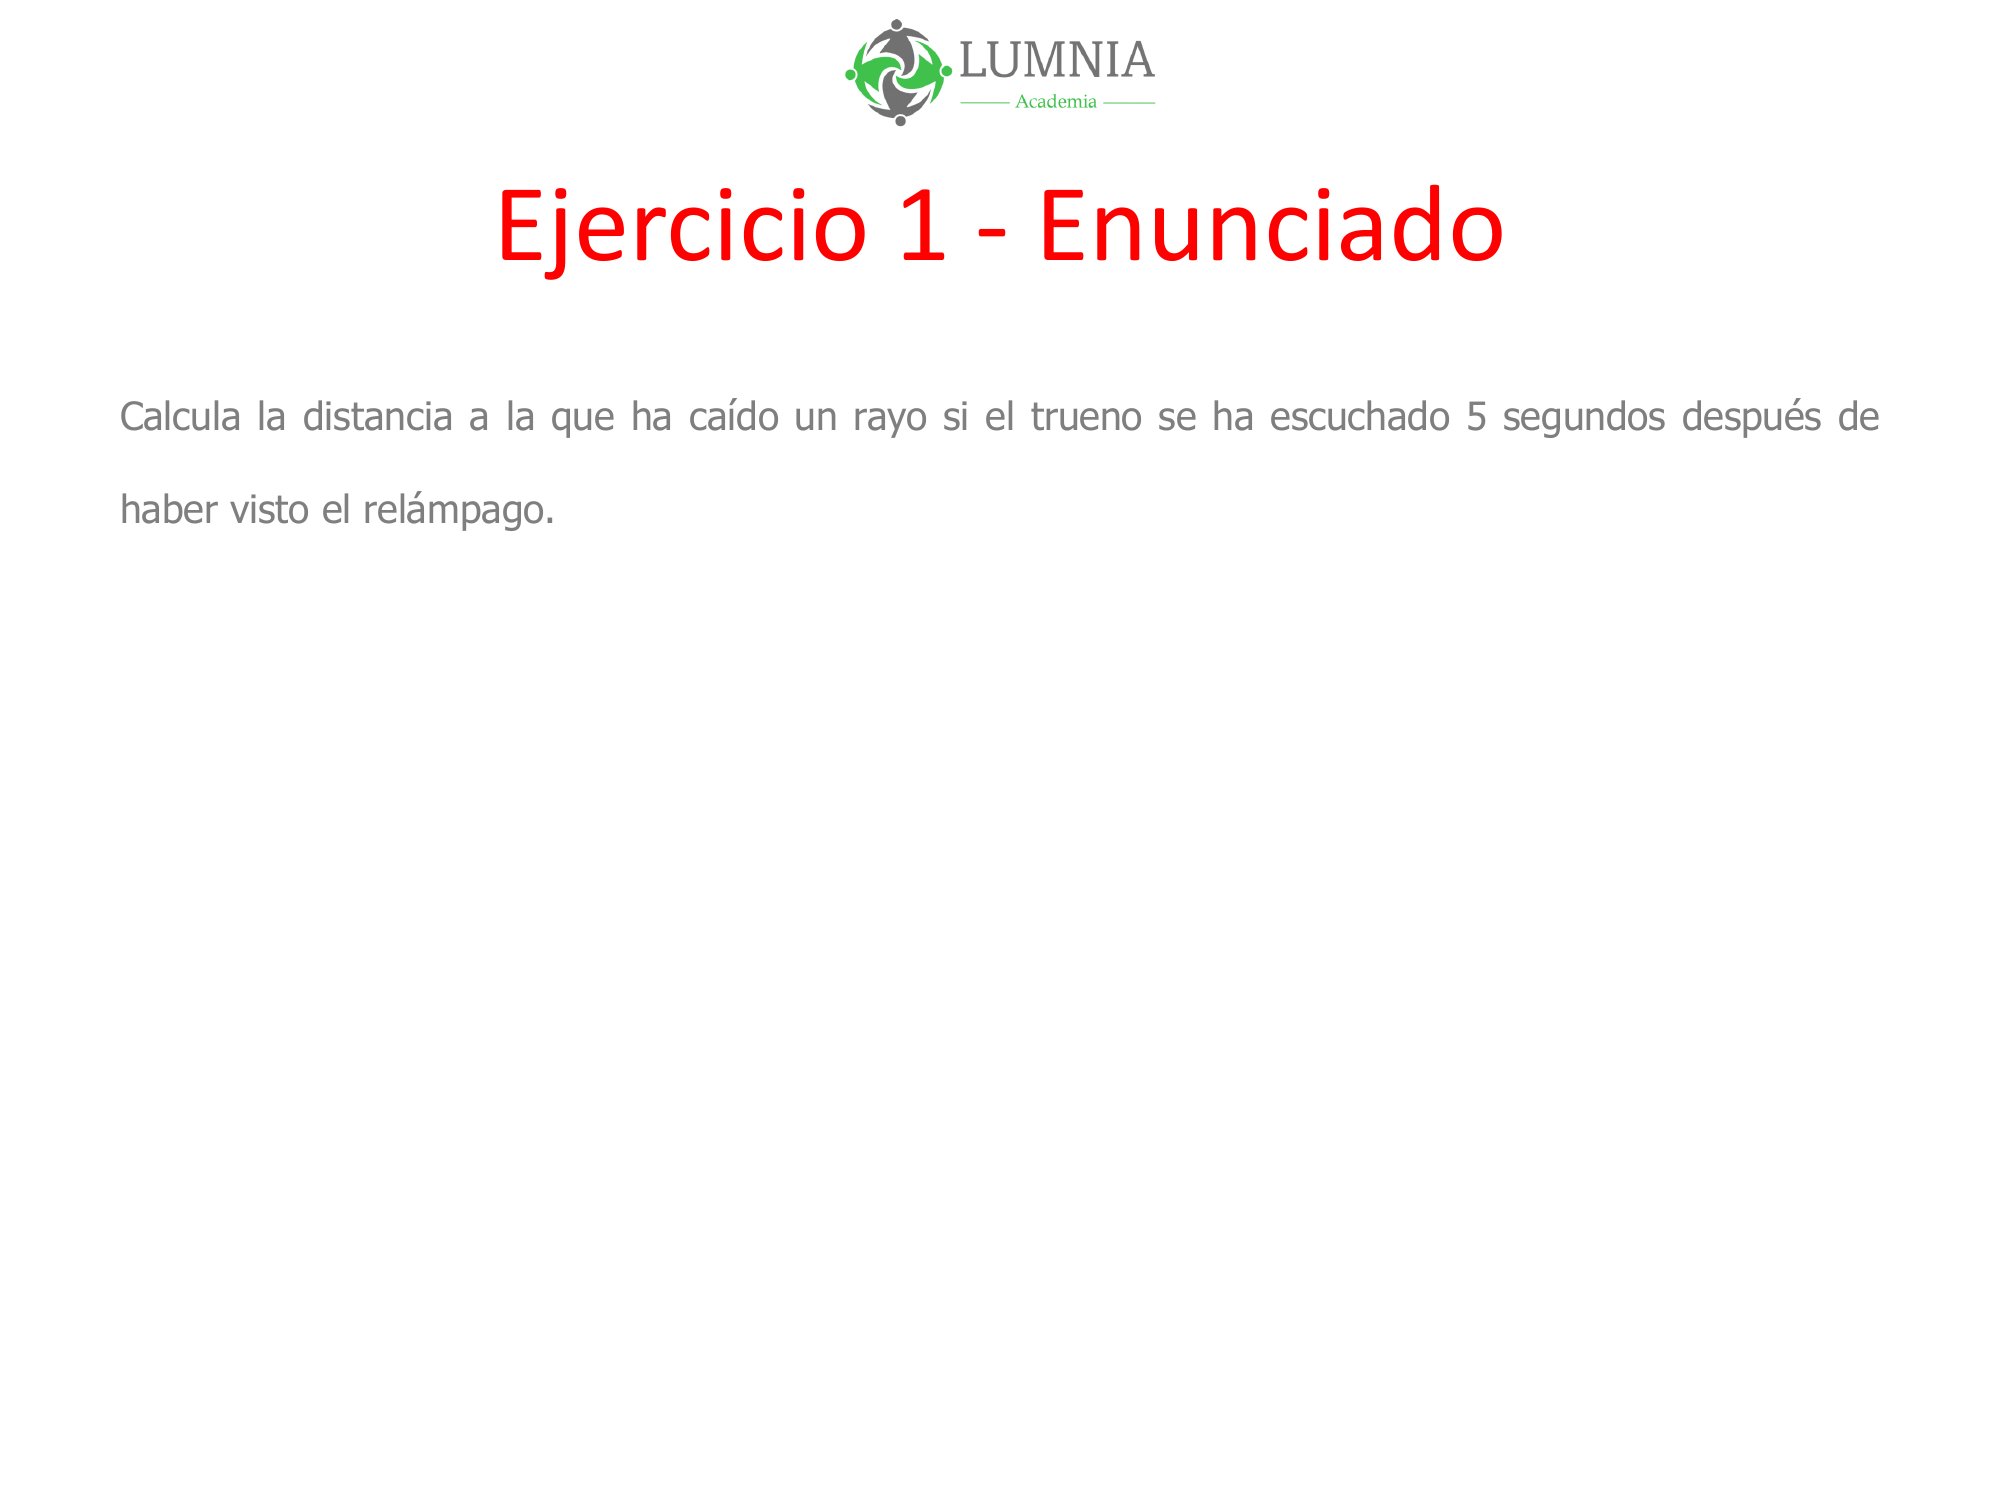 LUMNIA
Academia
Ejercicio 1 - Enunciado
Calcula la distancia a la que ha caído un rayo si el trueno se ha escuchado 5 segundos después de
haber visto el relámpago.